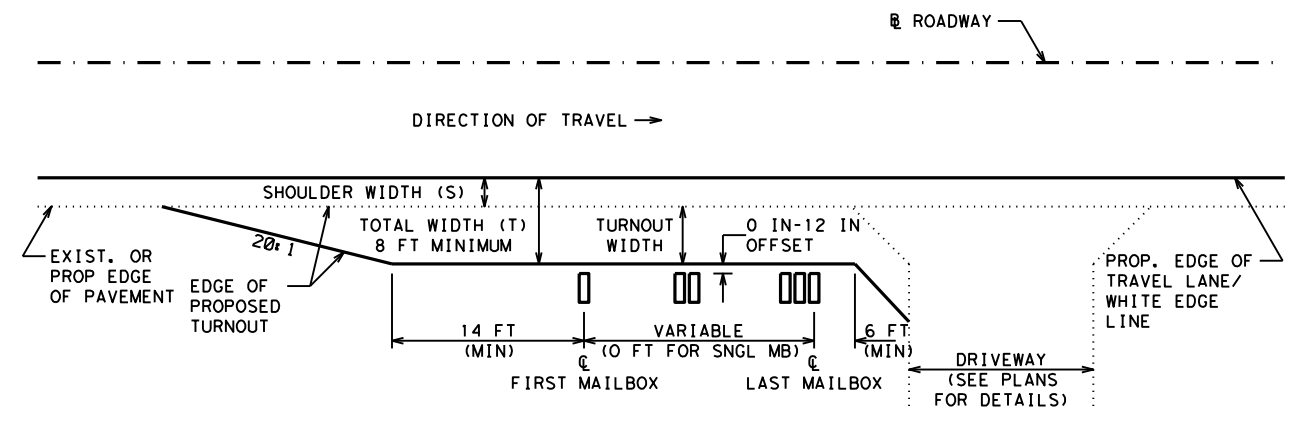 ℄ ROADWAY
DIRECTION OF TRAVEL
SHOULDER WIDTH (S)
TOTAL WIDTH (T)
8 FT MINIMUM
TURNOUT
WIDTH
0 IN-12 IN
OFFSET
20:1
EXIST. OR
PROP EDGE
OF PAVEMENT
EDGE OF
PROPOSED
TURNOUT
PROP. EDGE OF
TRAVEL LANE/
WHITE EDGE
LINE
14 FT
(MIN)
VARIABLE
(0 FT FOR SNGL MB)
6 FT
(MIN)
℄
FIRST MAILBOX
℄
LAST MAILBOX
DRIVEWAY
(SEE PLANS
FOR DETAILS)